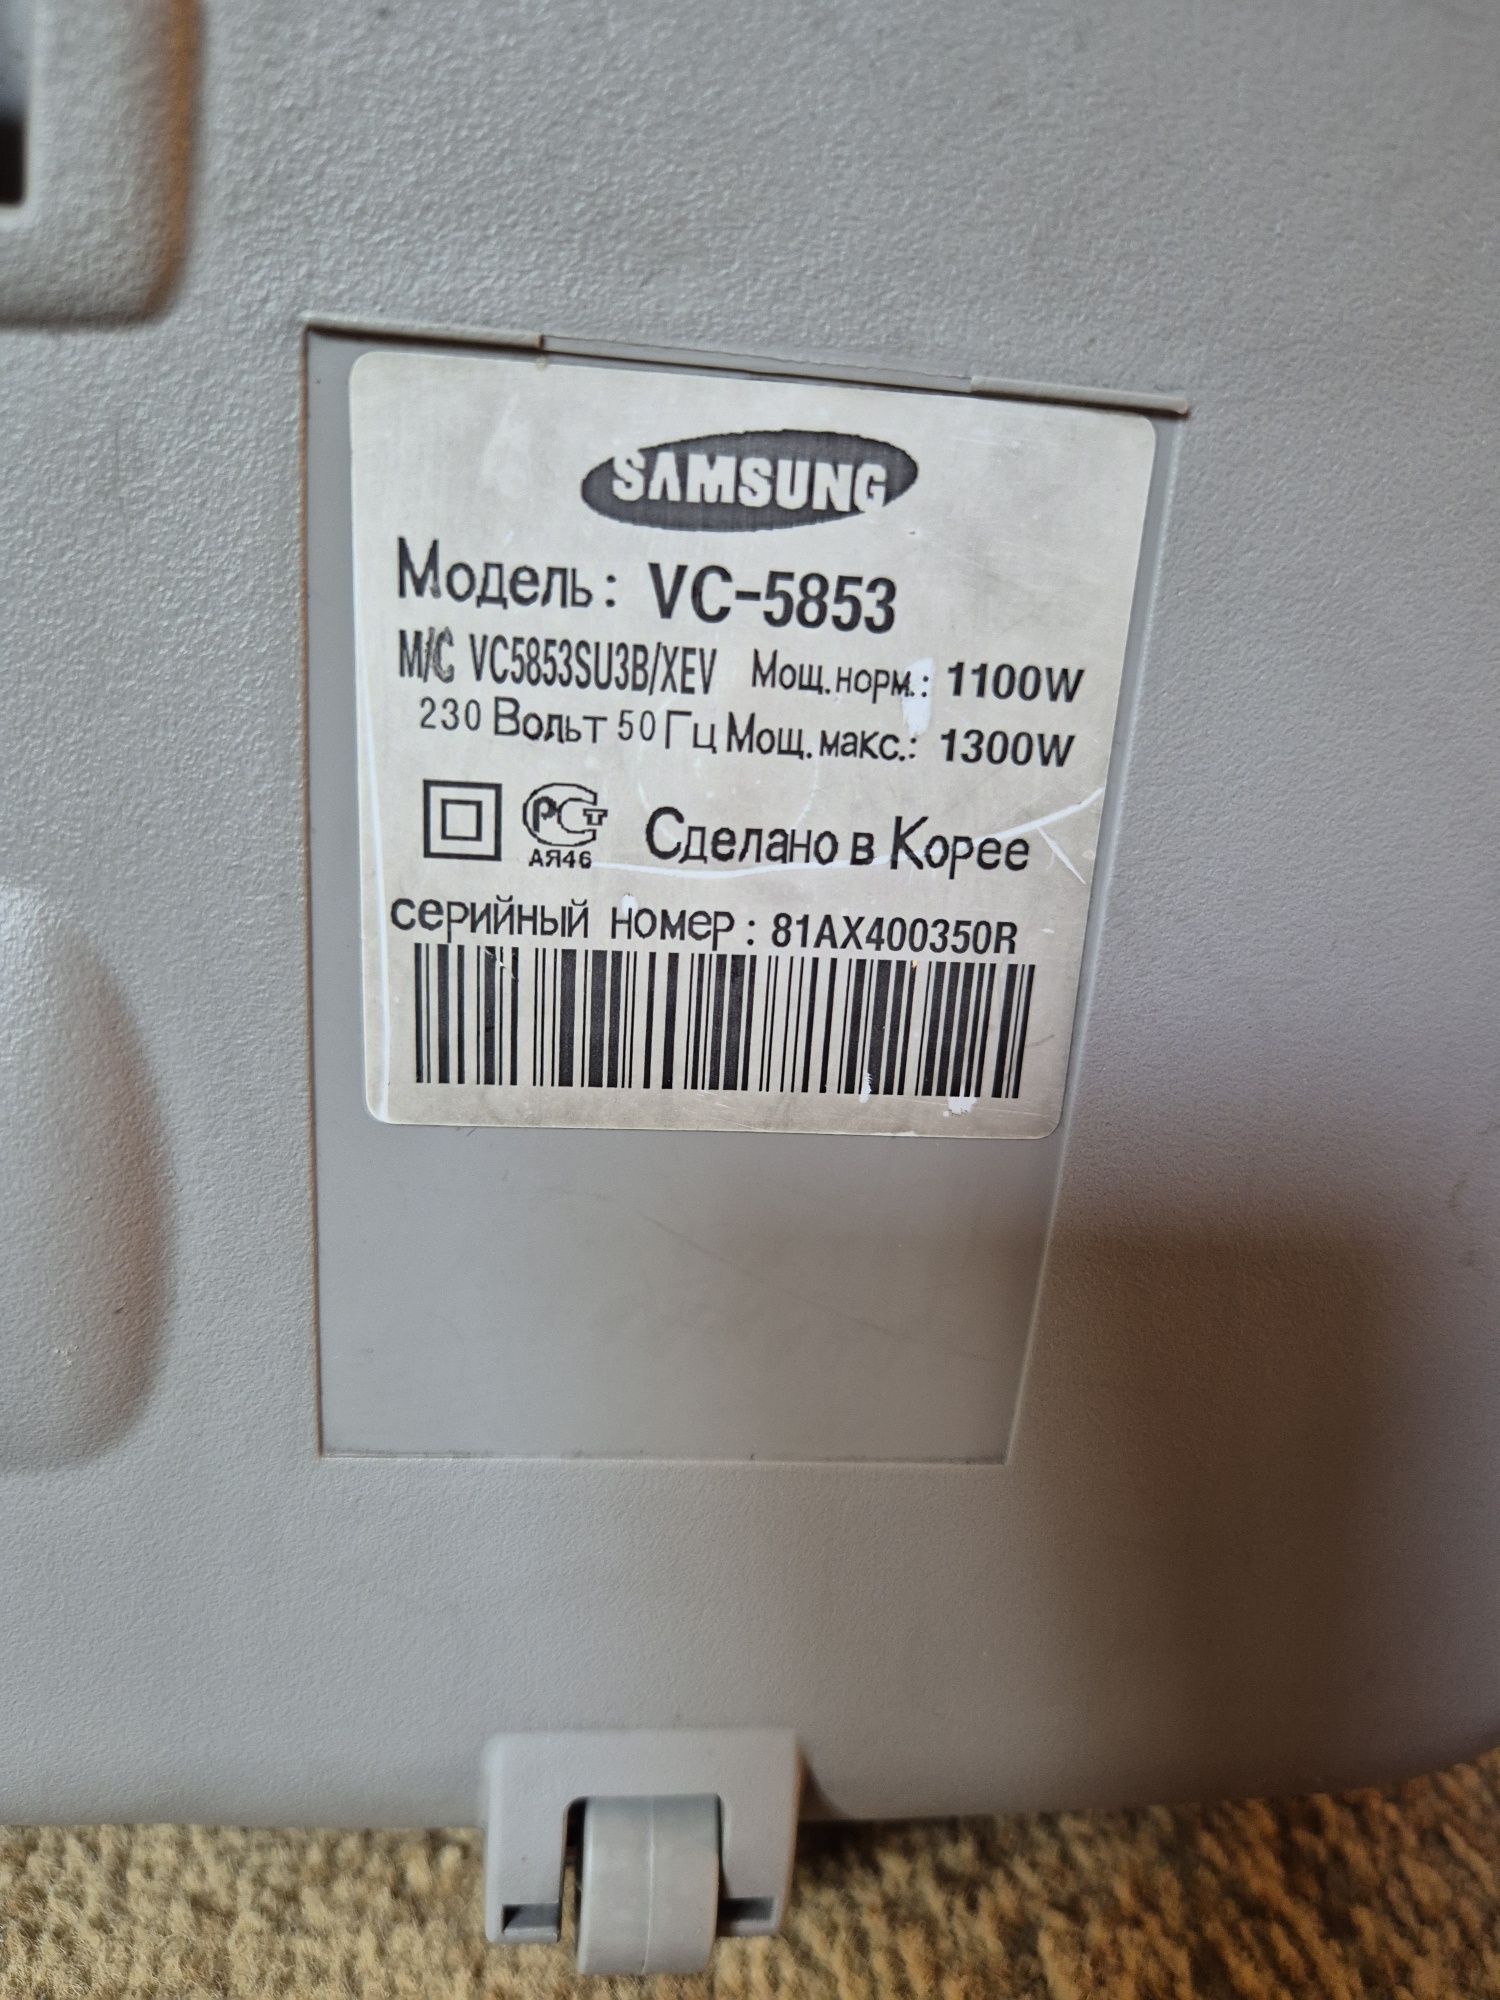 SAMSUNG
Модель: VC-5853
M/C VC5853SU3B/XEV Мощ.норм.: 1100W
230 Вольт 50 Гц Мощ.макс.: 1300W
РСТ
АЯ46
Сделано в Корее
серийный номер: 81AX400350R